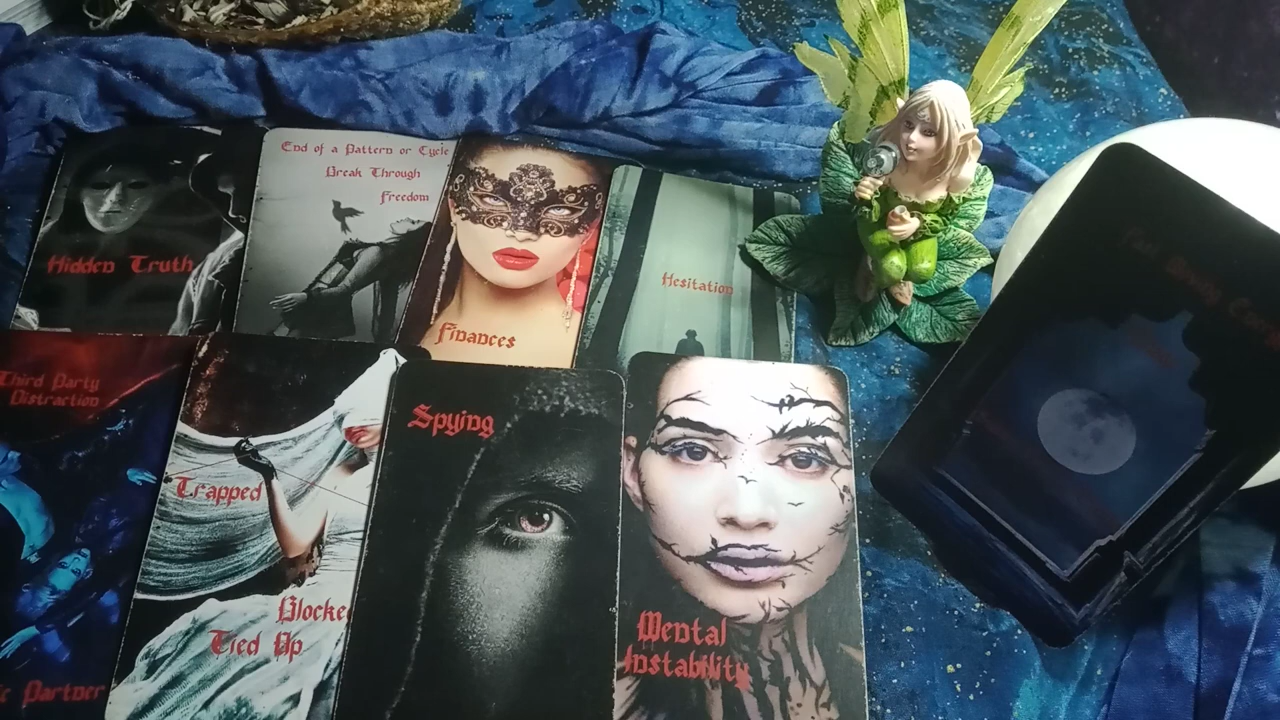 Hidden Truth
End of a Pattern or Cycle
Break Through
Freedom
Finances
Hesitation
Third Party
Distraction
Partner
Trapped
Blocke
Tied Up
Spying
Mental
Instability